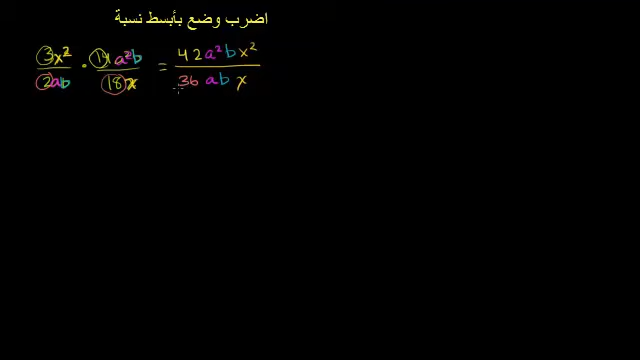 اضرب وضع بأبسط نسبة
3x²/2ab · 14a²b/18x = 42a²bx²/36abx